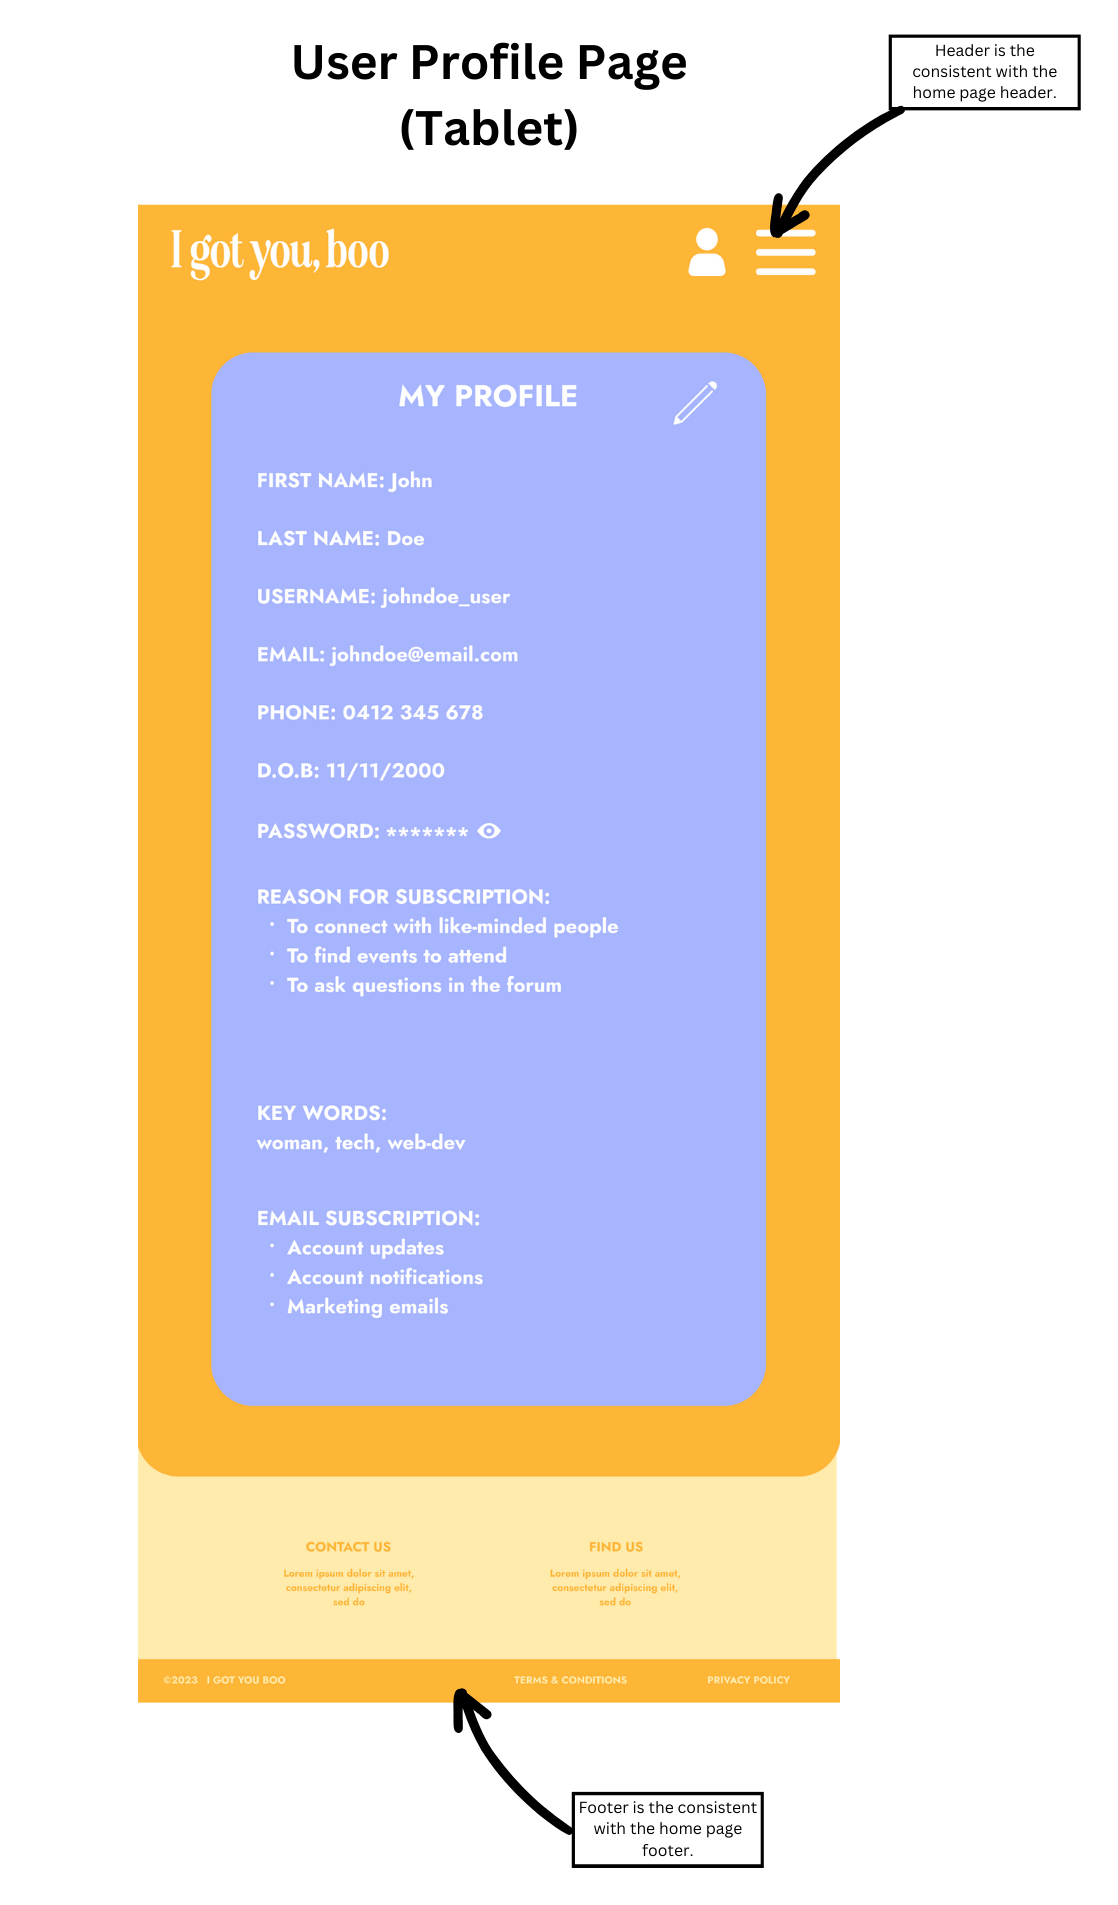 User Profile Page
(Tablet)
Header is the
consistent with the
home page header.
I got you, boo
MY PROFILE
FIRST NAME: John
LAST NAME: Doe
USERNAME: johndoe_user
EMAIL: johndoe@email.com
PHONE: 0412 345 678
D.O.B: 11/11/2000
PASSWORD: *******
REASON FOR SUBSCRIPTION:
· To connect with like-minded people
· To find events to attend
· To ask questions in the forum
KEY WORDS:
woman, tech, web-dev
EMAIL SUBSCRIPTION:
· Account updates
· Account notifications
· Marketing emails
CONTACT US
Lorem ipsum dolor sit amet,
consectetur adipiscing elit,
sed do
FIND US
Lorem ipsum dolor sit amet,
consectetur adipiscing elit,
sed do
©2023 I GOT YOU BOO
TERMS & CONDITIONS
PRIVACY POLICY
Footer is the consistent
with the home page
footer.